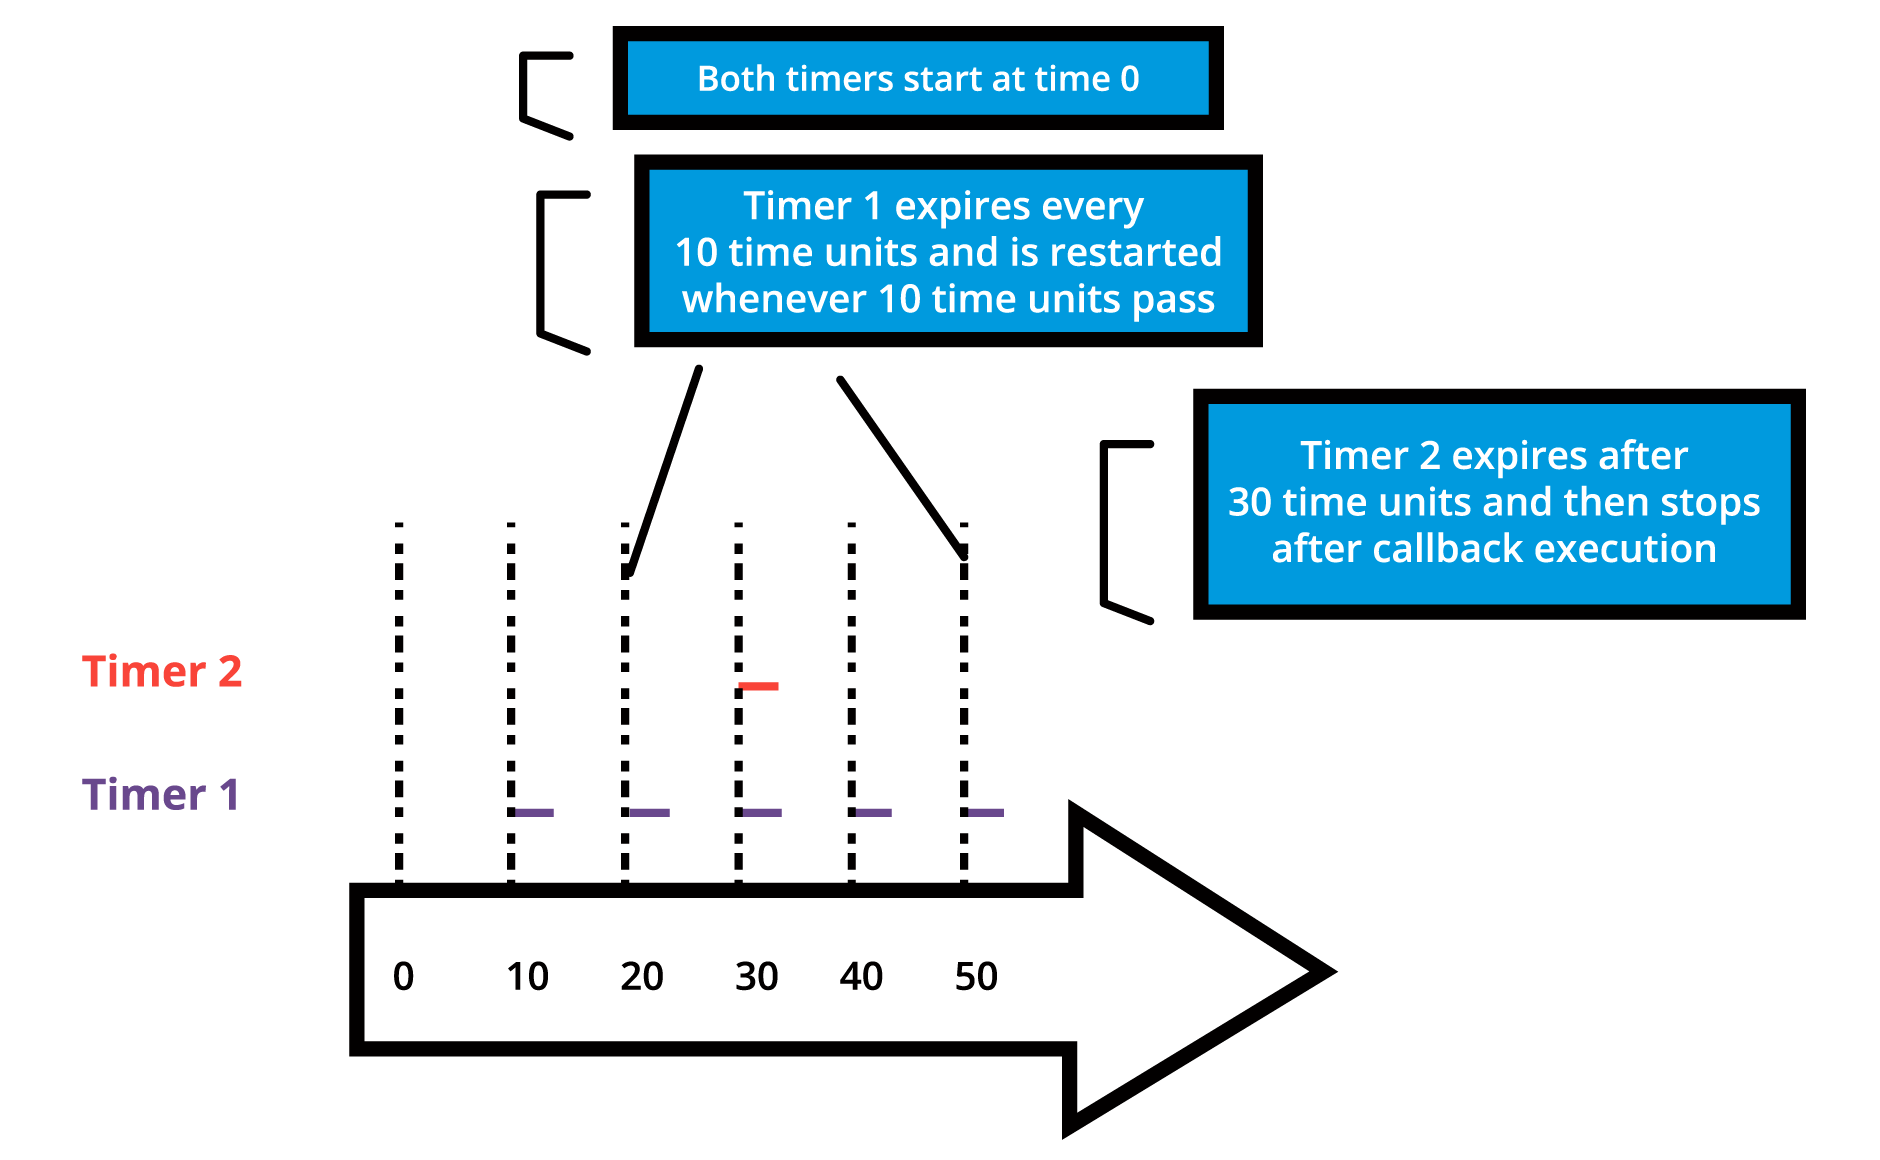 Both timers start at time 0
Timer 1 expires every
10 time units and is restarted
whenever 10 time units pass
Timer 2 expires after
30 time units and then stops
after callback execution
Timer 2
Timer 1
0 10 20 30 40 50